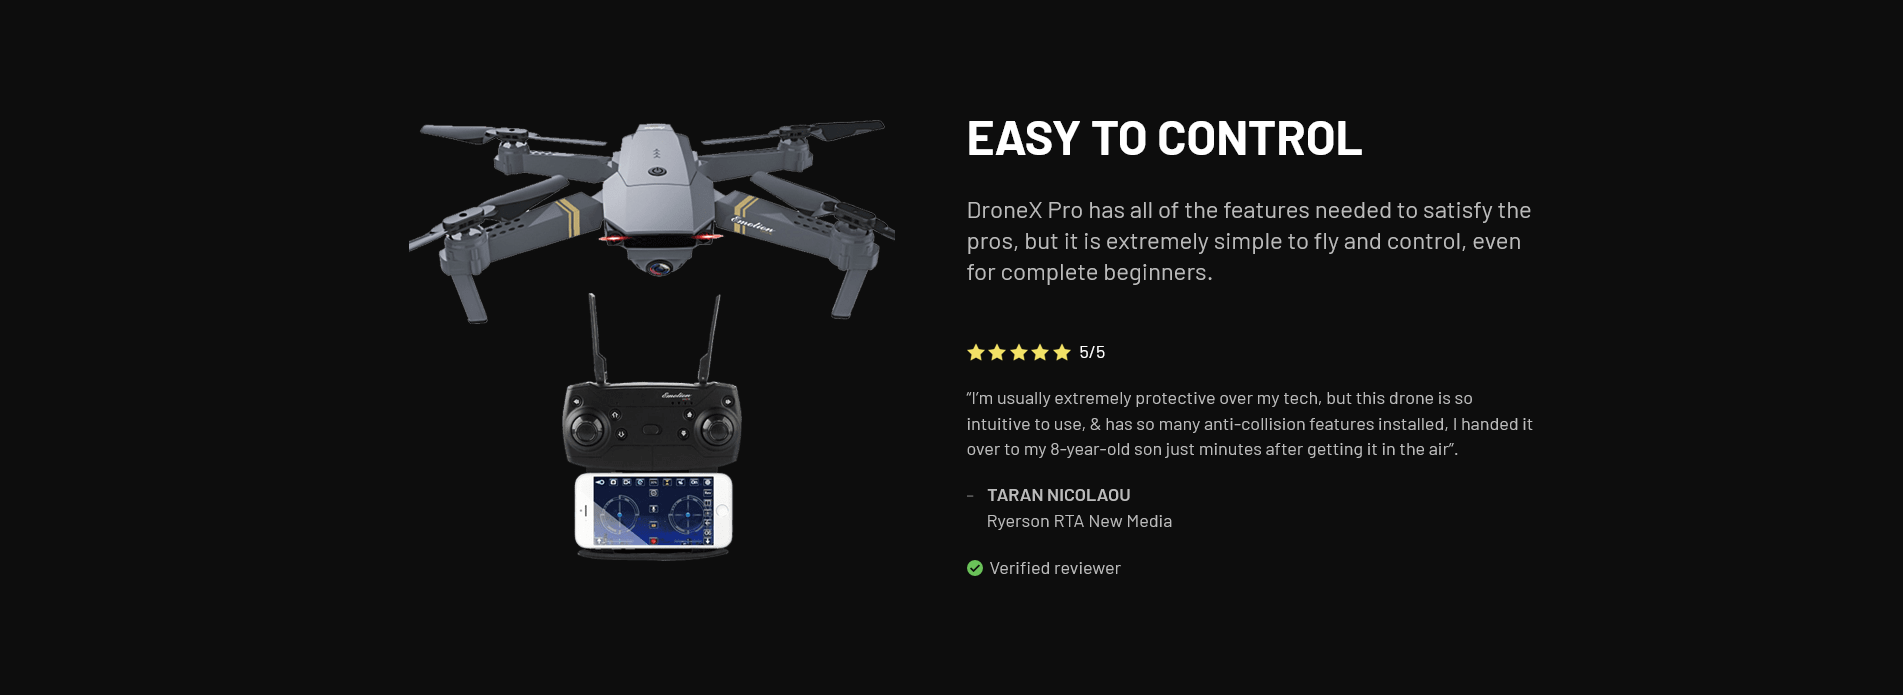 EASY TO CONTROL
DroneX Pro has all of the features needed to satisfy the
pros, but it is extremely simple to fly and control, even
for complete beginners.
5/5
“I’m usually extremely protective over my tech, but this drone is so
intuitive to use, & has so many anti-collision features installed, I handed it
over to my 8-year-old son just minutes after getting it in the air”.
– TARAN NICOLAOU
Ryerson RTA New Media
Verified reviewer
Emotion
Emotion